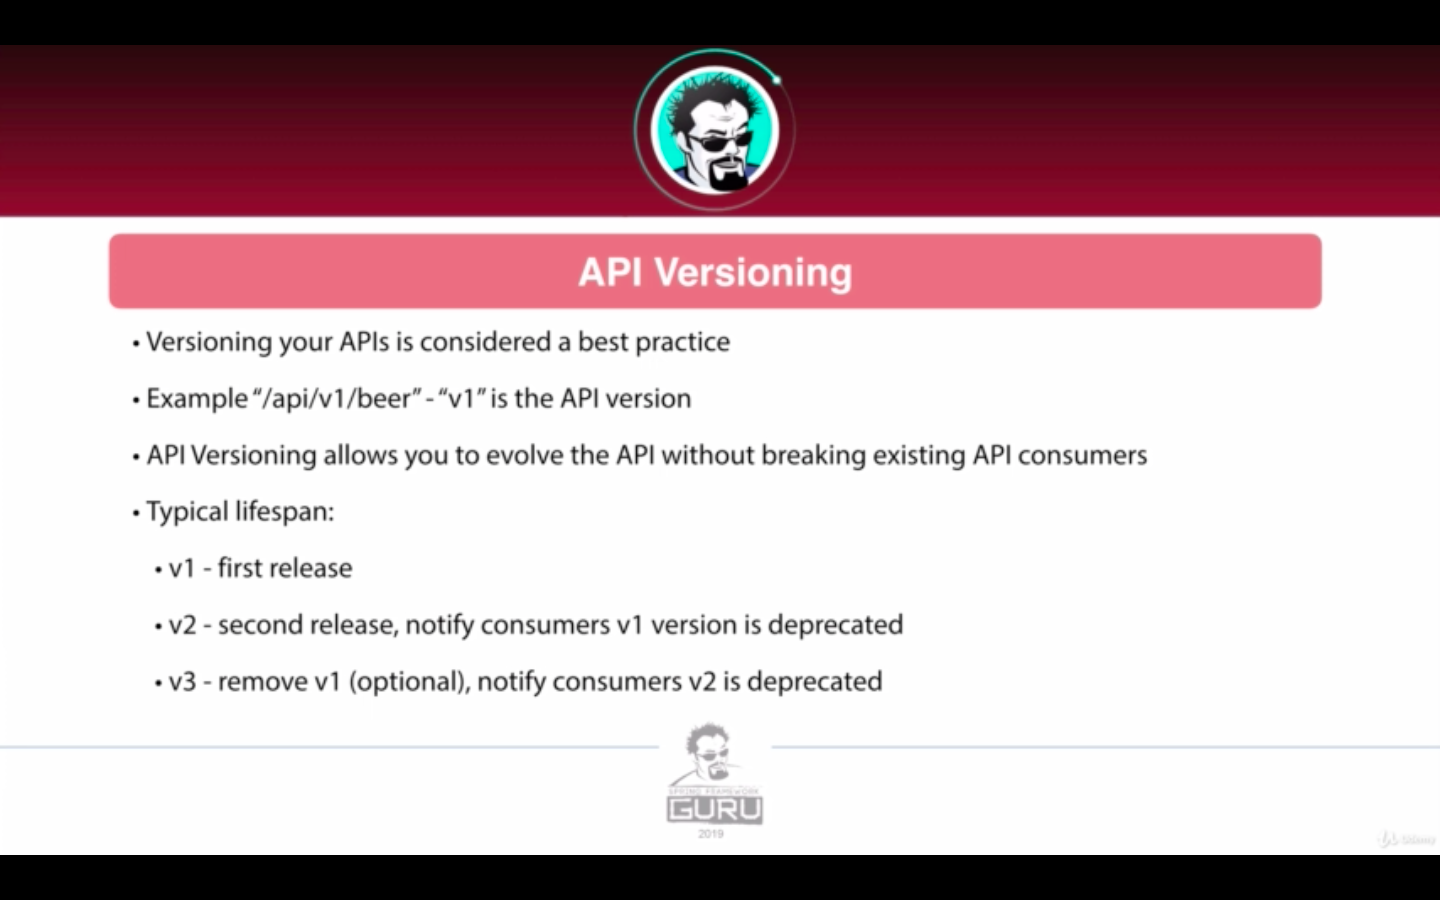 API Versioning
• Versioning your APIs is considered a best practice
• Example “/api/v1/beer” - “v1” is the API version
• API Versioning allows you to evolve the API without breaking existing API consumers
• Typical lifespan:
• v1 - first release
• v2 - second release, notify consumers v1 version is deprecated
• v3 - remove v1 (optional), notify consumers v2 is deprecated
SPRING FRAMEWORK
GURU
2019
Udemy